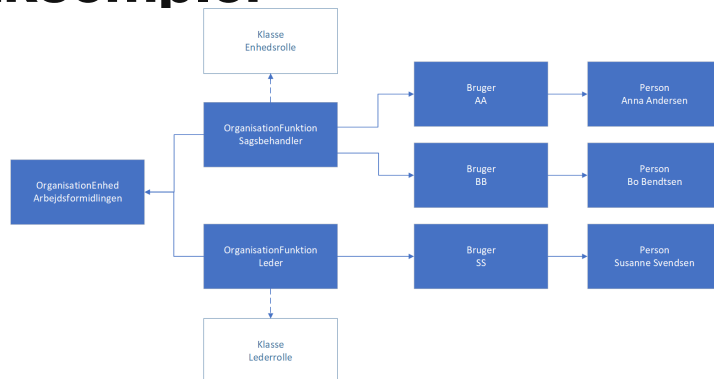 Klasse
Enhedsrolle
OrganisationFunktion
Sagsbehandler
Bruger
AA
Person
Anna Andersen
Bruger
BB
Person
Bo Bendtsen
OrganisationEnhed
Arbejdsformidlingen
OrganisationFunktion
Leder
Bruger
SS
Person
Susanne Svendsen
Klasse
Lederrolle